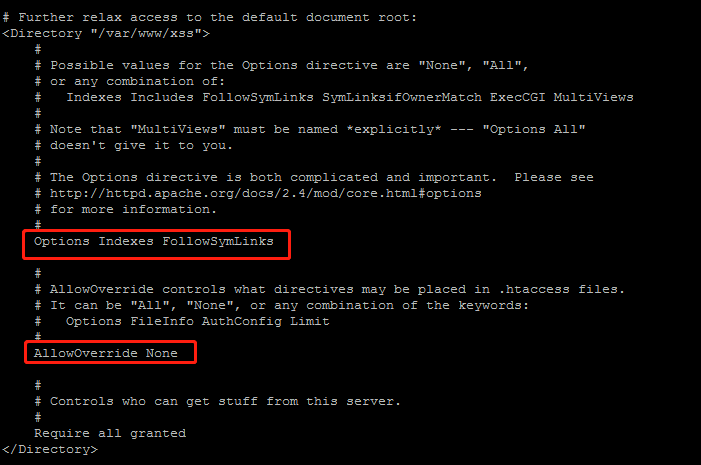 # Further relax access to the default document root:
<Directory "/var/www/xss">
#
# Possible values for the Options directive are "None", "All",
# or any combination of:
#   Indexes Includes FollowSymLinks SymLinksifOwnerMatch ExecCGI MultiViews
#
# Note that "MultiViews" must be named *explicitly* --- "Options All"
# doesn't give it to you.
#
# The Options directive is both complicated and important.  Please see
# http://httpd.apache.org/docs/2.4/mod/core.html#options
# for more information.
#
Options Indexes FollowSymLinks
#
# AllowOverride controls what directives may be placed in .htaccess files.
# It can be "All", "None", or any combination of the keywords:
#   Options FileInfo AuthConfig Limit
#
AllowOverride None
#
# Controls who can get stuff from this server.
#
Require all granted
</Directory>